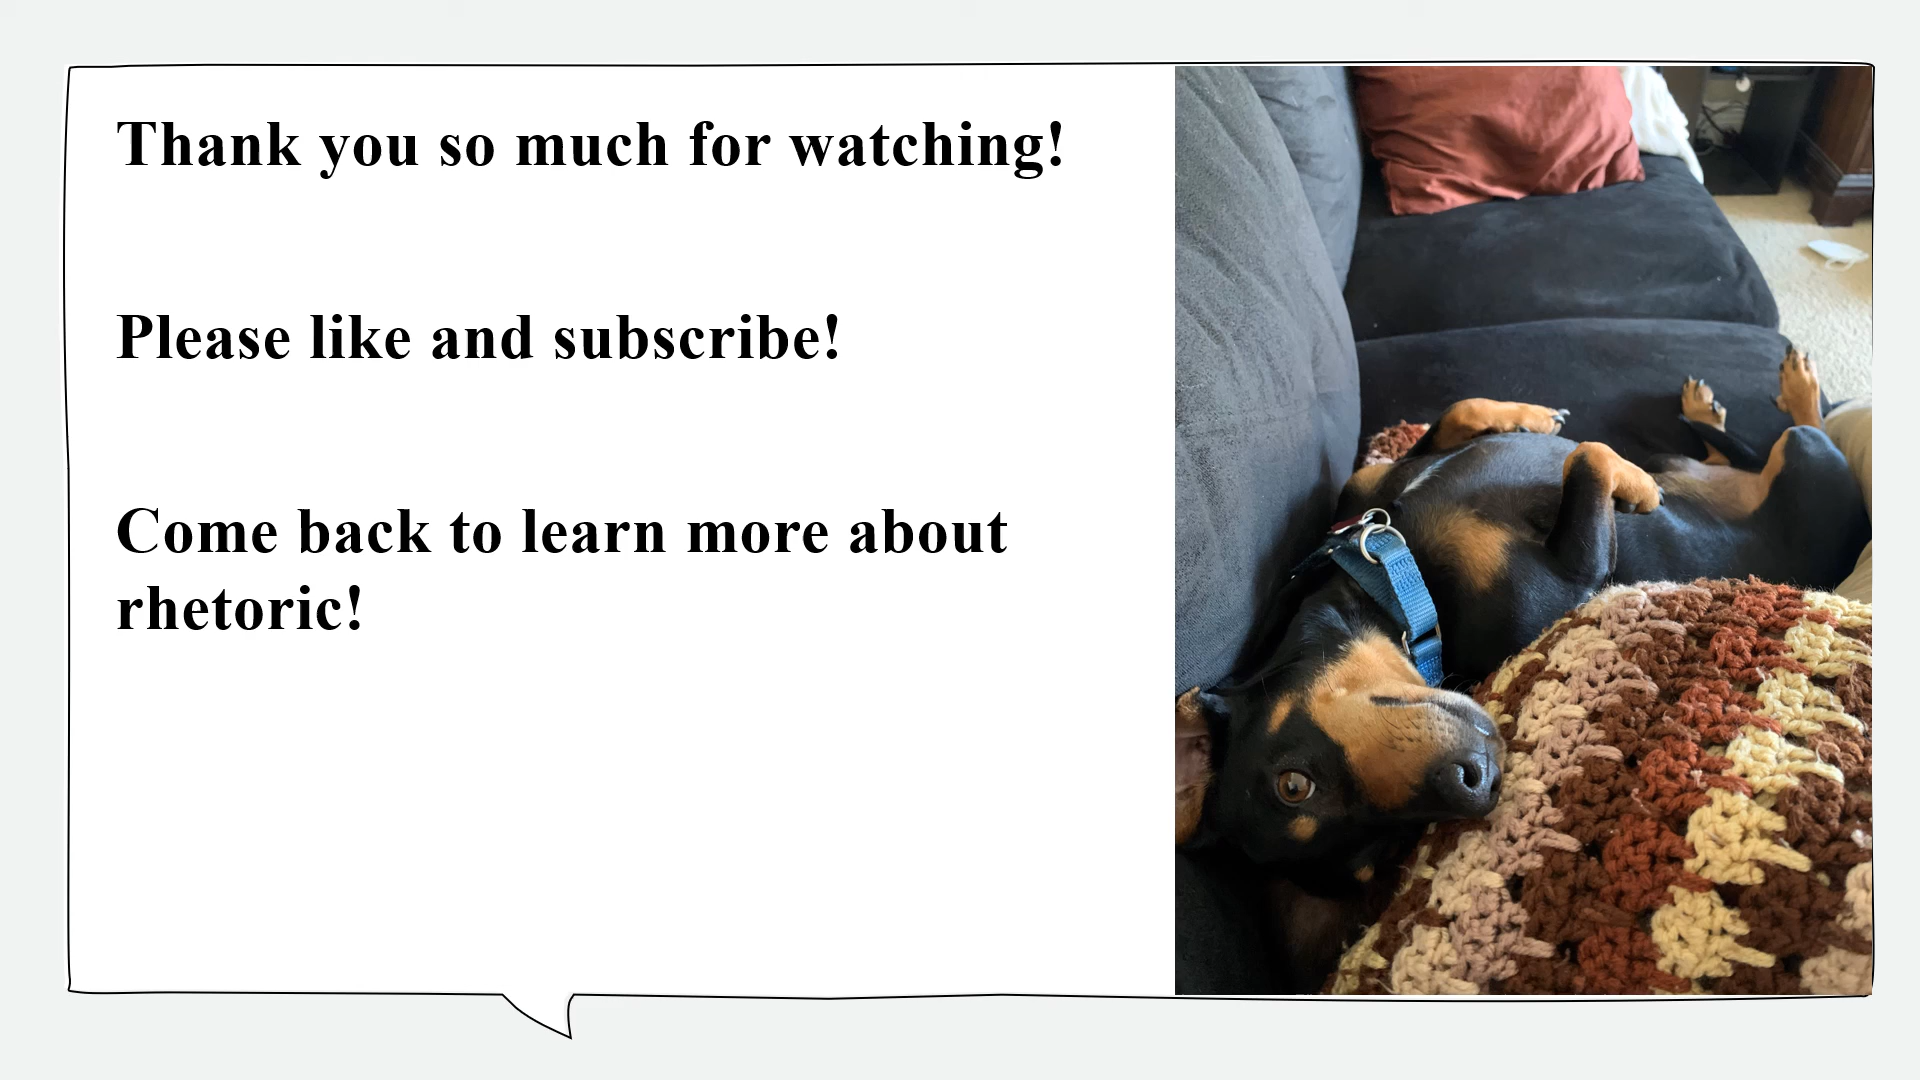 Thank you so much for watching!
Please like and subscribe!
Come back to learn more about
rhetoric!